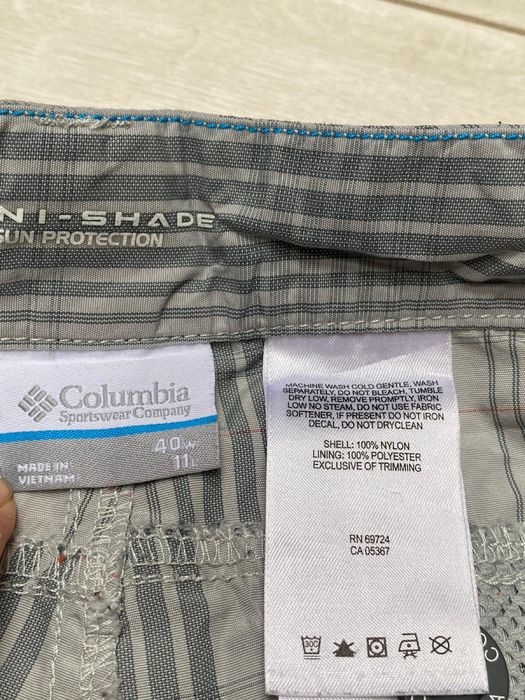 NI-SHADE
SUN PROTECTION
Columbia
Sportswear Company
40 W
11 L
MADE IN
VIETNAM
MACHINE WASH COLD GENTLE, WASH
SEPARATELY, DO NOT BLEACH, TUMBLE
DRY LOW, REMOVE PROMPTLY, IRON
LOW NO STEAM, DO NOT USE FABRIC
SOFTENER, IF PRESENT DO NOT IRON
DECAL, DO NOT DRYCLEAN
SHELL: 100% NYLON
LINING: 100% POLYESTER
EXCLUSIVE OF TRIMMING
RN 69724
CA 05367
30C